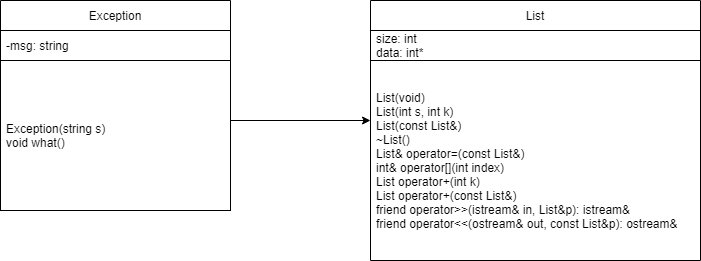 Exception
-msg: string
Exception(string s)
void what()
List
size: int
data: int*
List(void)
List(int s, int k)
List(const List&)
~List()
List& operator=(const List&)
int& operator[](int index)
List operator+(int k)
List operator+(const List&)
friend operator>>(istream& in, List&p): istream&
friend operator<<(ostream& out, const List&p): ostream&